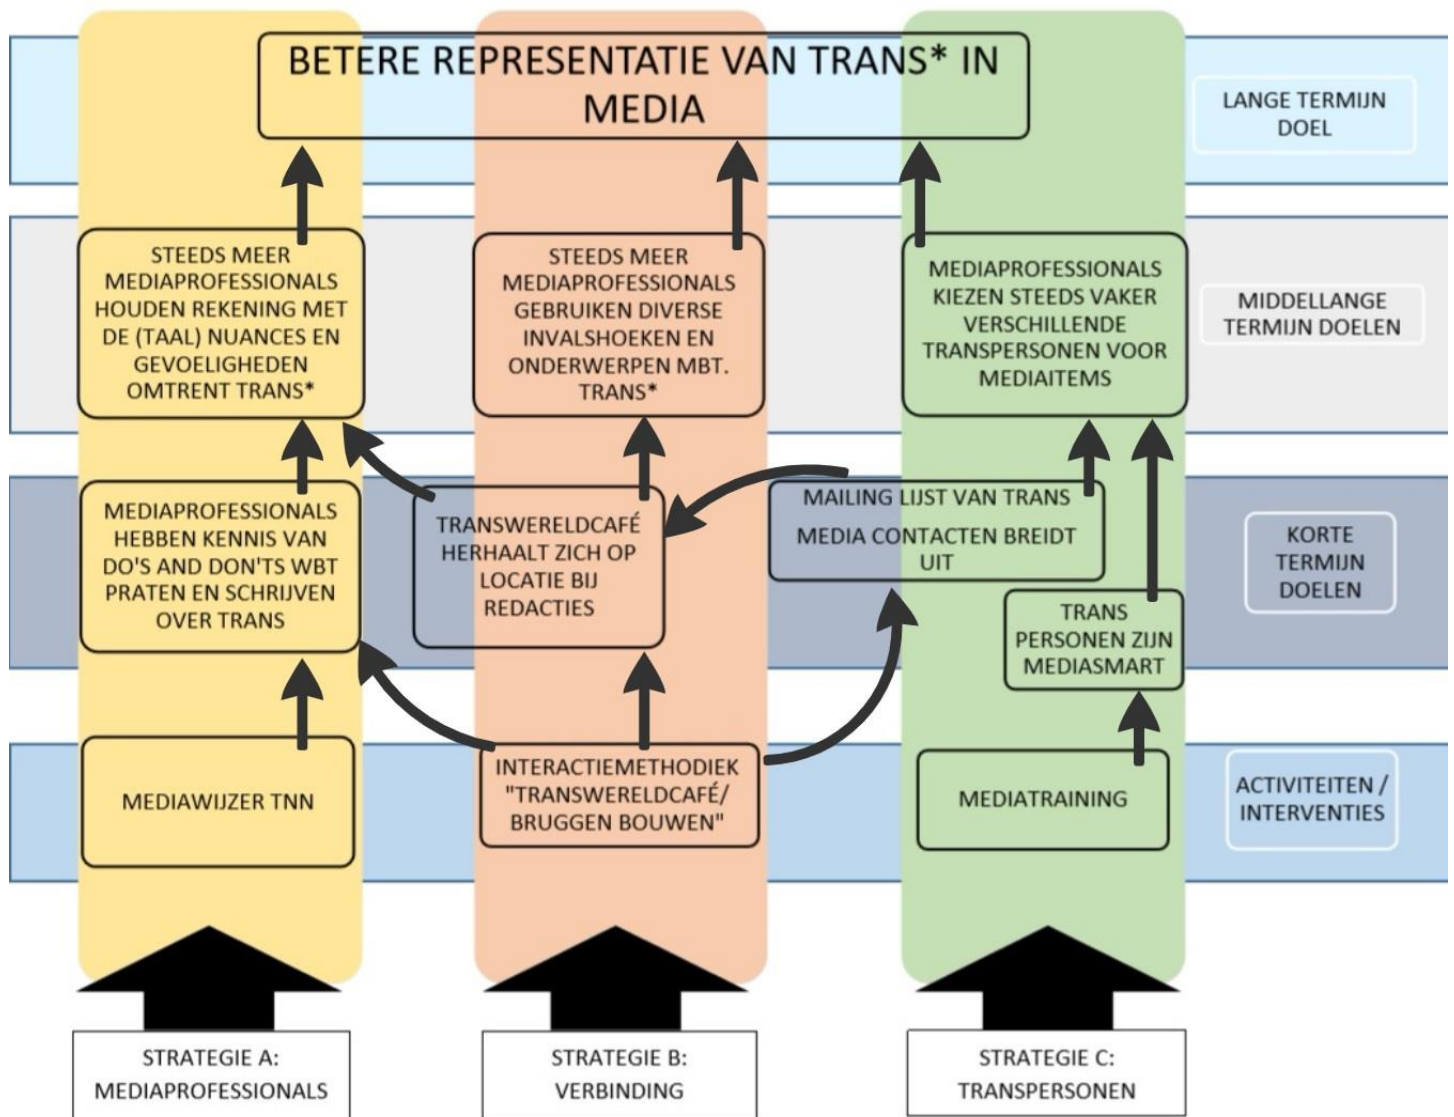 BETERE REPRESENTATIE VAN TRANS* IN
MEDIA
LANGE TERMIJN
DOEL
STEEDS MEER
MEDIAPROFESSIONALS
HOUDEN REKENING MET
DE (TAAL) NUANCES EN
GEVOELIGHEDEN
OMTRENT TRANS*
STEEDS MEER
MEDIAPROFESSIONALS
GEBRUIKEN DIVERSE
INVALSHOEKEN EN
ONDERWERPEN MBT.
TRANS*
MEDIAPROFESSIONALS
KIEZEN STEEDS VAKER
VERSCHILLENDE
TRANSPERSONEN VOOR
MEDIAITEMS
MIDDELLANGE
TERMIJN DOELEN
MEDIAPROFESSIONALS
HEBBEN KENNIS VAN
DO'S AND DON'TS WBT
PRATEN EN SCHRIJVEN
OVER TRANS
TRANSWERELDCAFÉ
HERHAALT ZICH OP
LOCATIE BIJ
REDACTIES
MAILING LIJST VAN TRANS
MEDIA CONTACTEN BREIDT
UIT
TRANS
PERSONEN ZIJN
MEDIASMART
KORTE
TERMIJN
DOELEN
MEDIAWIJZER TNN
INTERACTIEMETHODIEK
"TRANSWERELDCAFÉ/
BRUGGEN BOUWEN"
MEDIATRAINING
ACTIVITEITEN /
INTERVENTIES
STRATEGIE A:
MEDIAPROFESSIONALS
STRATEGIE B:
VERBINDING
STRATEGIE C:
TRANSPERSONEN